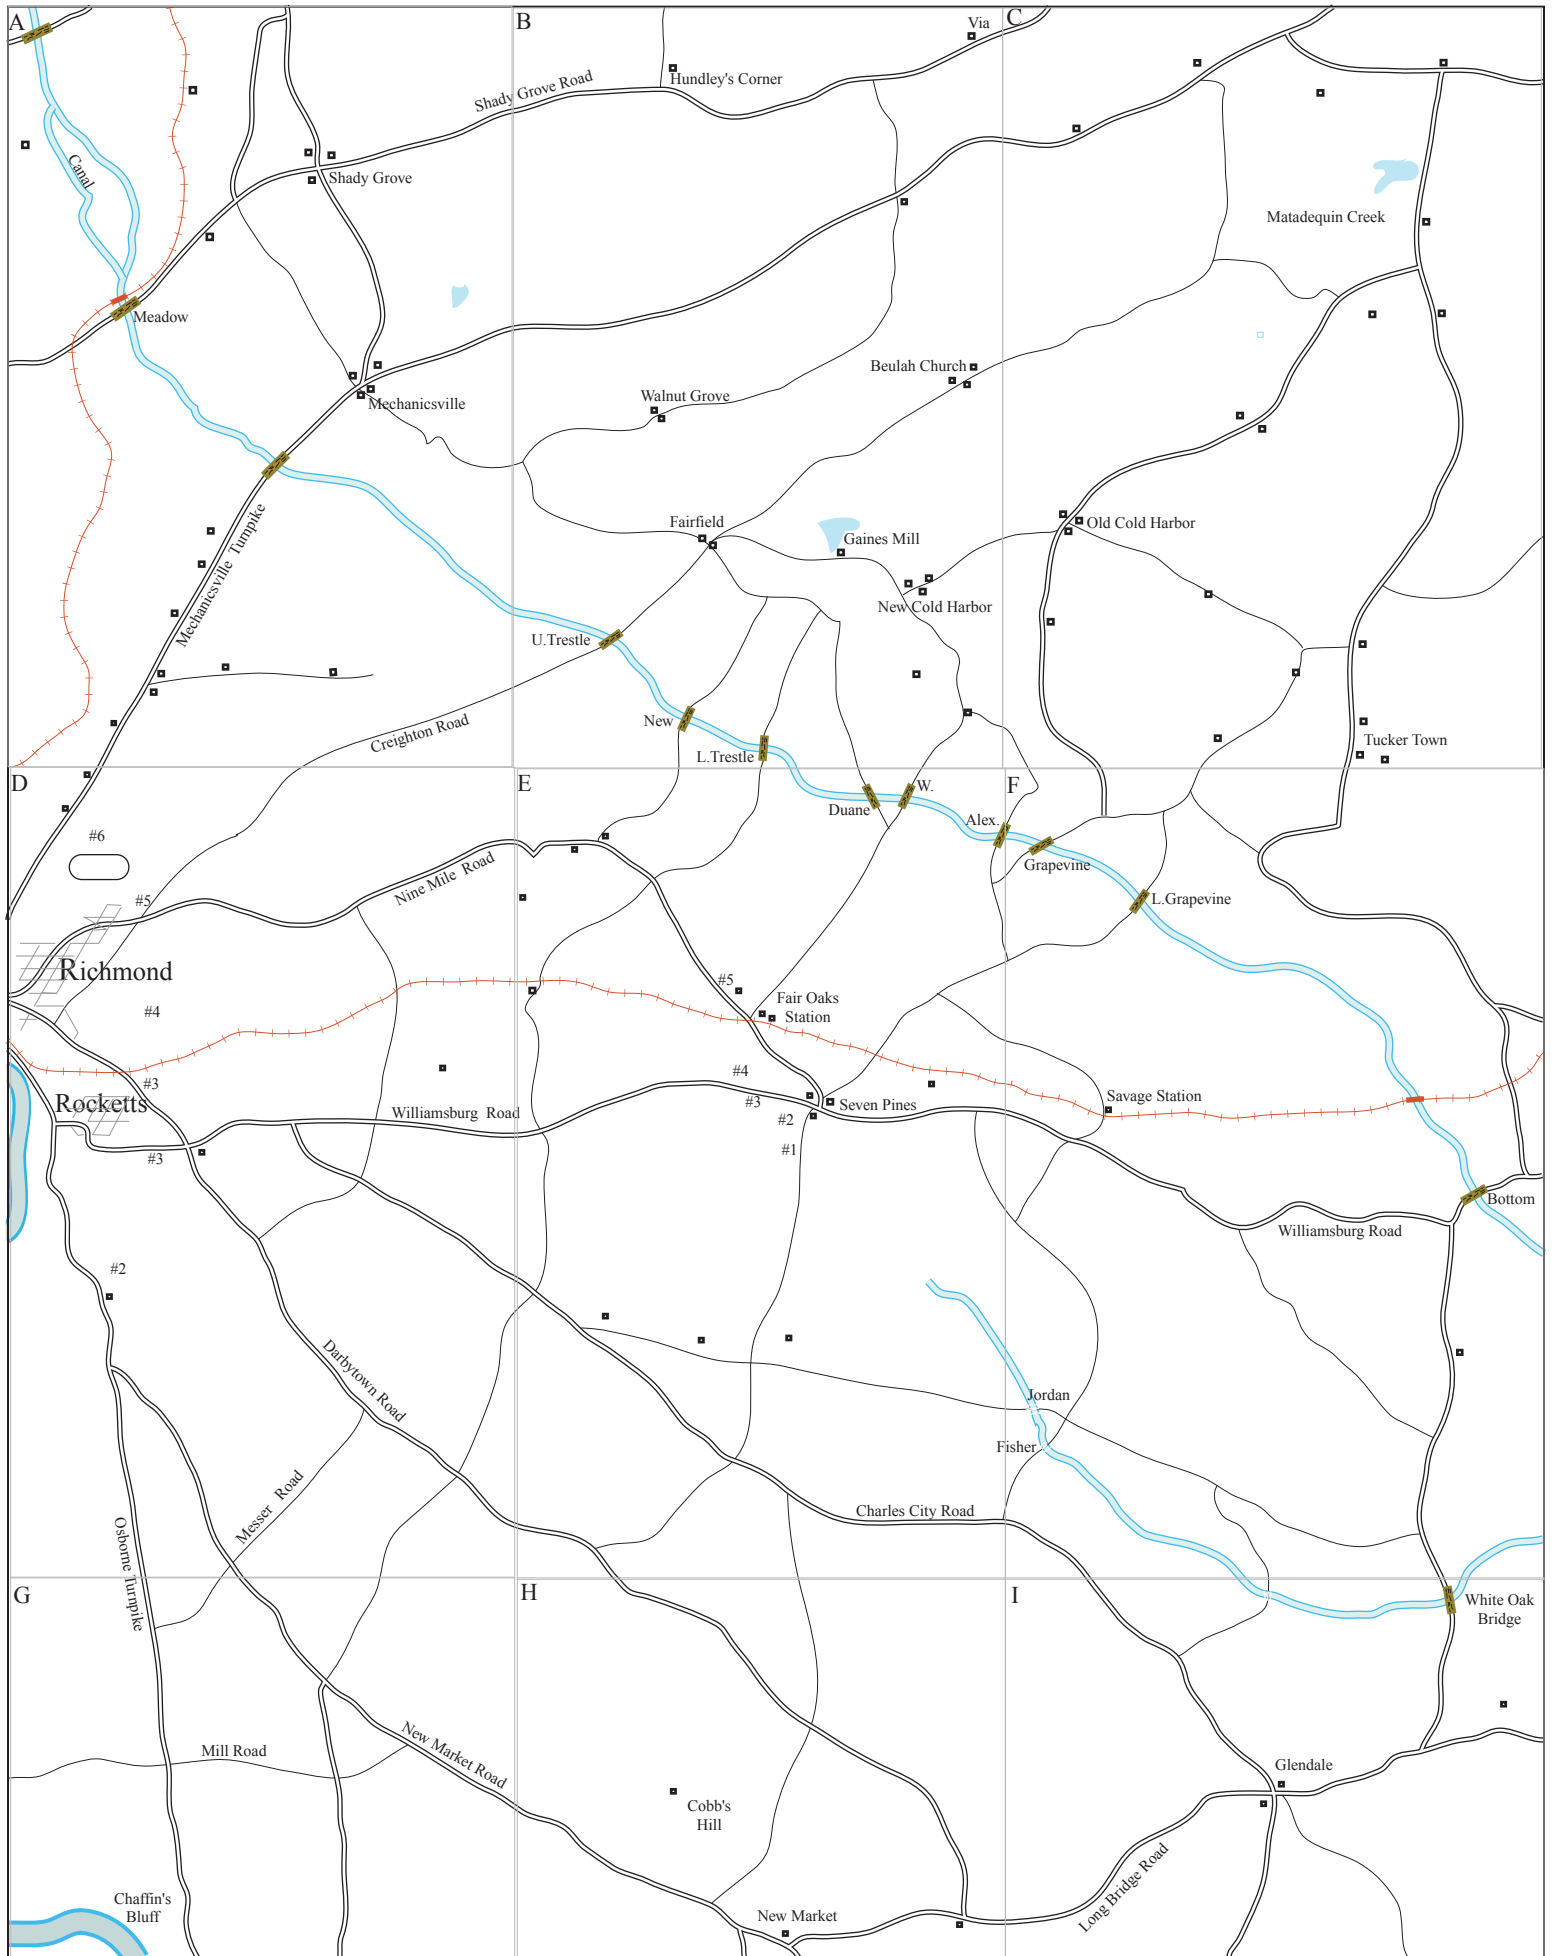 A
B
C
Via
Hundley's Corner
Shady Grove Road
Canal
Shady Grove
Matadequin Creek
Meadow
Beulah Church
Walnut Grove
Mechanicsville
Fairfield
Old Cold Harbor
Gaines Mill
Mechanicsville Turnpike
New Cold Harbor
U.Trestle
New
Creighton Road
L.Trestle
Tucker Town
D
E
F
W.
Duane
Alex.
#6
Grapevine
Nine Mile Road
L.Grapevine
#5
Richmond
#5
Fair Oaks
Station
#4
#4
#3
Savage Station
Rocketts
#3
Williamsburg Road
Seven Pines
#2
#3
#1
Bottom
Williamsburg Road
#2
Darbytown Road
Jordan
Fisher
Messer Road
Charles City Road
Osborne Turnpike
G
H
I
White Oak
Bridge
Mill Road
New Market Road
Glendale
Cobb's
Hill
Long Bridge Road
Chaffin's
Bluff
New Market